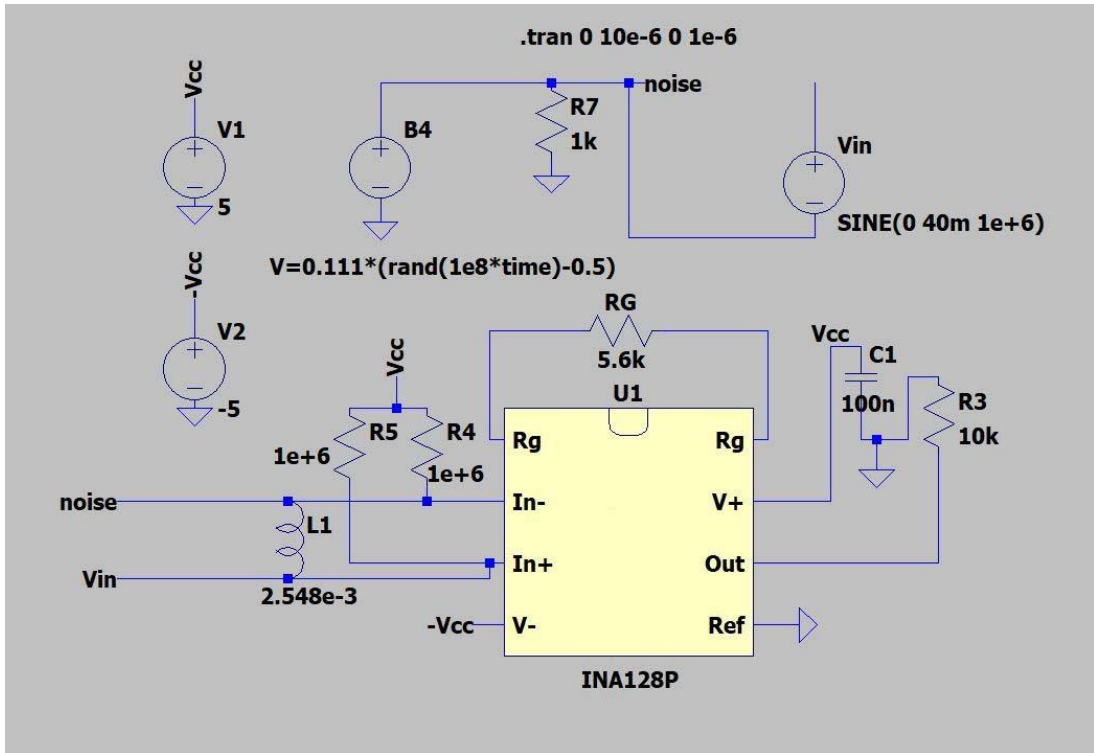 .tran 0 10e-6 0 1e-6
Vcc
V1
5
B4
R7
1k
noise
Vin
SINE(0 40m 1e+6)
V=0.111*(rand(1e8*time)-0.5)
-Vcc
V2
-5
RG
5.6k
Vcc
R5
1e+6
R4
1e+6
U1
Vcc
C1
100n
R3
10k
Rg
Rg
noise
In-
V+
L1
Vin
In+
Out
2.548e-3
-Vcc
V-
Ref
INA128P